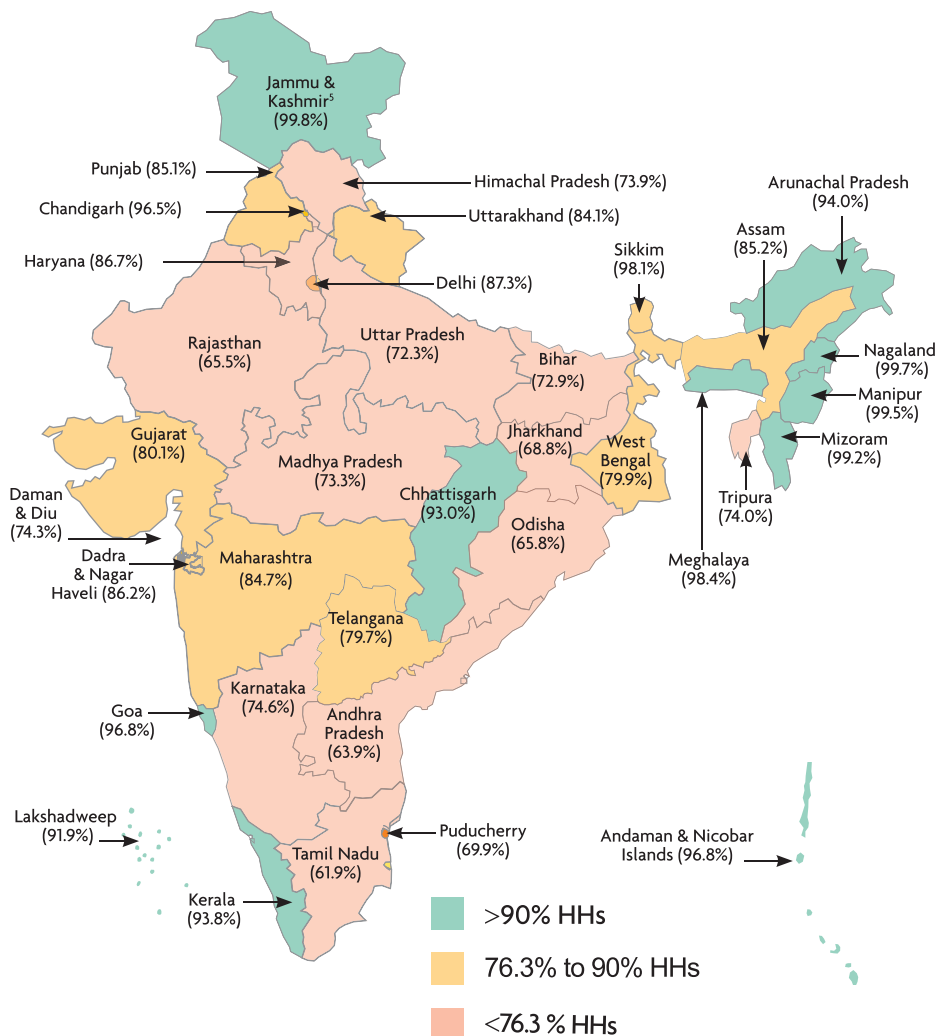 Jammu &
Kashmir⁵
(99.8%)
Punjab (85.1%)
Himachal Pradesh (73.9%)
Arunachal Pradesh
(94.0%)
Chandigarh (96.5%)
Uttarakhand (84.1%)
Assam
(85.2%)
Sikkim
(98.1%)
Haryana (86.7%)
Delhi (87.3%)
Rajasthan
(65.5%)
Uttar Pradesh
(72.3%)
Bihar
(72.9%)
Nagaland
(99.7%)
Manipur
(99.5%)
Mizoram
(99.2%)
Gujarat
(80.1%)
Madhya Pradesh
(73.3%)
Jharkhand
(68.8%)
West
Bengal
(79.9%)
Tripura
(74.0%)
Meghalaya
(98.4%)
Chhattisgarh
(93.0%)
Odisha
(65.8%)
Daman
& Diu
(74.3%)
Dadra
& Nagar
Haveli (86.2%)
Maharashtra
(84.7%)
Telangana
(79.7%)
Karnataka
(74.6%)
Goa
(96.8%)
Andhra
Pradesh
(63.9%)
Lakshadweep
(91.9%)
Puducherry
(69.9%)
Andaman & Nicobar
Islands (96.8%)
Tamil Nadu
(61.9%)
Kerala
(93.8%)
>90% HHs
76.3% to 90% HHs
<76.3 % HHs